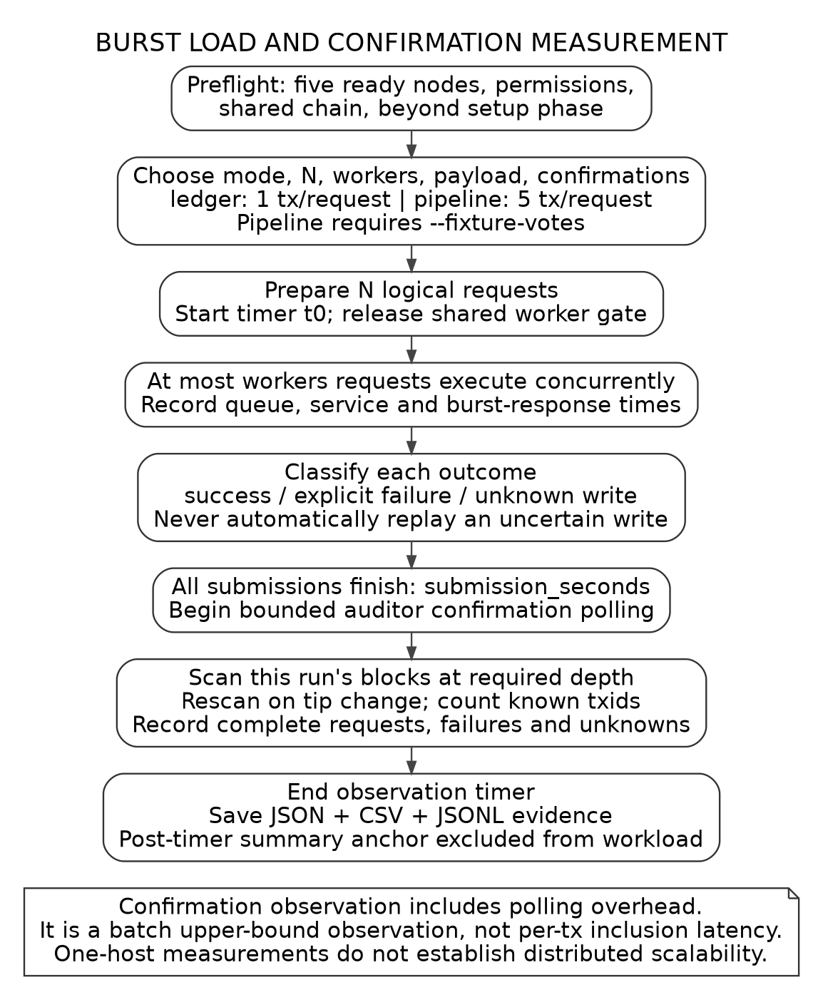 BURST LOAD AND CONFIRMATION MEASUREMENT
Preflight: five ready nodes, permissions,
shared chain, beyond setup phase
Choose mode, N, workers, payload, confirmations
ledger: 1 tx/request | pipeline: 5 tx/request
Pipeline requires --fixture-votes
Prepare N logical requests
Start timer t0; release shared worker gate
At most workers requests execute concurrently
Record queue, service and burst-response times
Classify each outcome
success / explicit failure / unknown write
Never automatically replay an uncertain write
All submissions finish: submission_seconds
Begin bounded auditor confirmation polling
Scan this run's blocks at required depth
Rescan on tip change; count known txids
Record complete requests, failures and unknowns
End observation timer
Save JSON + CSV + JSONL evidence
Post-timer summary anchor excluded from workload
Confirmation observation includes polling overhead.
It is a batch upper-bound observation, not per-tx inclusion latency.
One-host measurements do not establish distributed scalability.